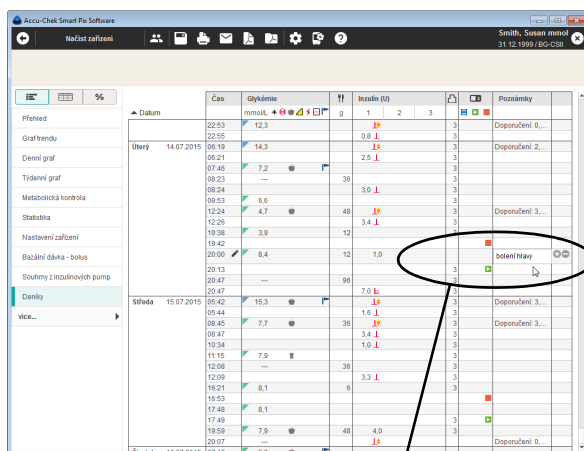 Accu-Chek Smart Pix Software
Načíst zařízení
Smith, Susan mmol
31.12.1999 / BG-CSII
%
Přehled
Graf trendu
Denní graf
Týdenní graf
Metabolická kontrola
Statistika
Nastavení zařízení
Bazální dávka - bolus
Souhrny z inzulínových pump
Deníky
více...
Čas Glykémie Inzulín (U) Poznámky
Datum mmol/L g 1 2 3
22:53 12,3 3 Doporučení: 0,...
22:55 0,8 3
Úterý 14.07.2015 06:19 14,3 3 Doporučení: 2,...
06:21 2,5 3
07:46 7,2 3
08:23 --- 36 3
08:24 3,0 3
09:53 6,6 3
12:24 4,7 48 3 Doporučení: 3,...
12:26 3,4 3
19:38 3,9 12 3
19:42
20:00 8,4 12 1,0 bolení hlavy
20:13 3
20:47 --- 96 3
20:47 7,0 3
Středa 15.07.2015 05:42 15,3 3 Doporučení: 3,...
05:44 1,6 3
08:45 7,7 36 3 Doporučení: 3,...
08:47 3,4 3
10:34 1,0 3
11:15 7,9 3
12:08 --- 36 3
12:09 3,3 3
16:21 8,1 6 3
16:53
17:48 8,1
17:49 3
19:59 7,9 48 4,0 3
20:07 --- Doporučení: 0,...